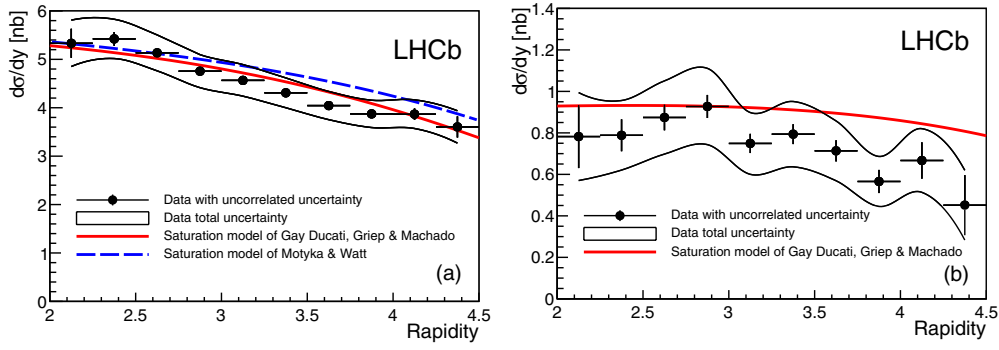 dσ/dy [nb]
6
5
4
3
2
1
0
LHCb
Data with uncorrelated uncertainty
Data total uncertainty
Saturation model of Gay Ducati, Griep & Machado
Saturation model of Motyka & Watt
(a)
2 2.5 3 3.5 4 4.5
Rapidity
dσ/dy [nb]
1.4
1.2
1
0.8
0.6
0.4
0.2
0
LHCb
Data with uncorrelated uncertainty
Data total uncertainty
Saturation model of Gay Ducati, Griep & Machado
(b)
2 2.5 3 3.5 4 4.5
Rapidity